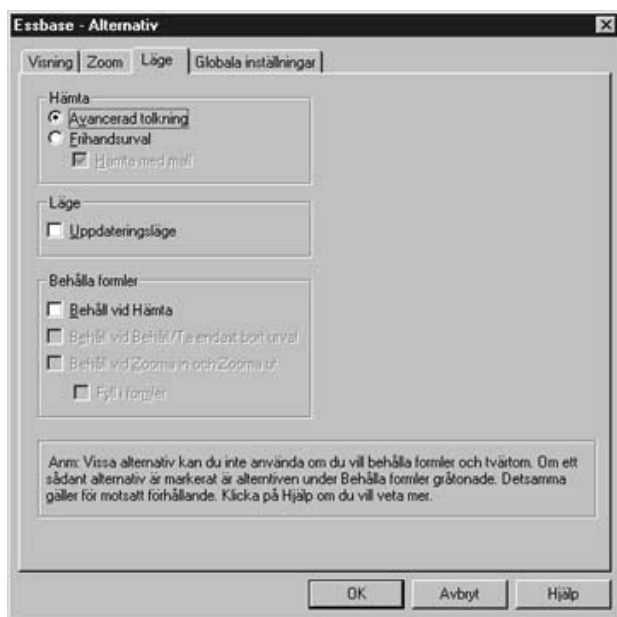 Essbase - Alternativ
Visning Zoom Läge Globala inställningar
Hämta
Avancerad tolkning
Frihandsurval
Hämta med mall
Läge
Uppdateringsläge
Behålla formler
Behåll vid Hämta
Behåll vid Behåll/Ta endast bort urval
Behåll vid Zooma in och Zooma ut
Fyll i formler
Anm: Vissa alternativ kan du inte använda om du vill behålla formler och tvärtom. Om ett
sådant alternativ är markerat är alterntiven under Behålla formler gråtonade. Detsamma
gäller för motsatt förhållande. Klicka på Hjälp om du vill veta mer.
OK Avbryt Hjälp